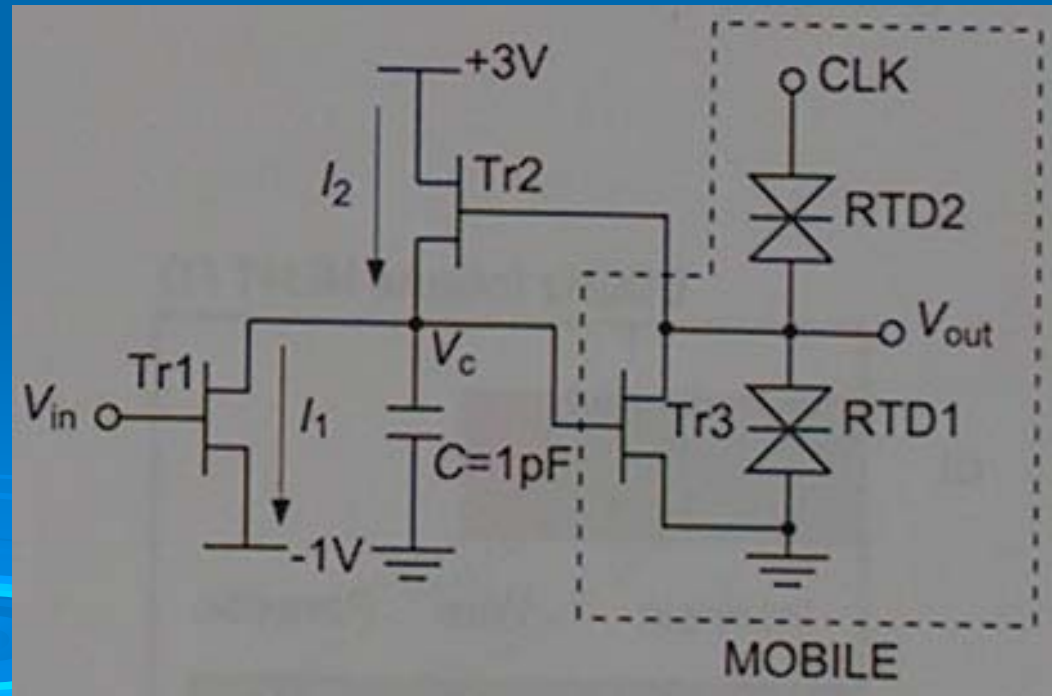 +3V
CLK
I2
Tr2
RTD2
Vc
Vout
Tr1
Vin
I1
Tr3
RTD1
C=1pF
-1V
MOBILE